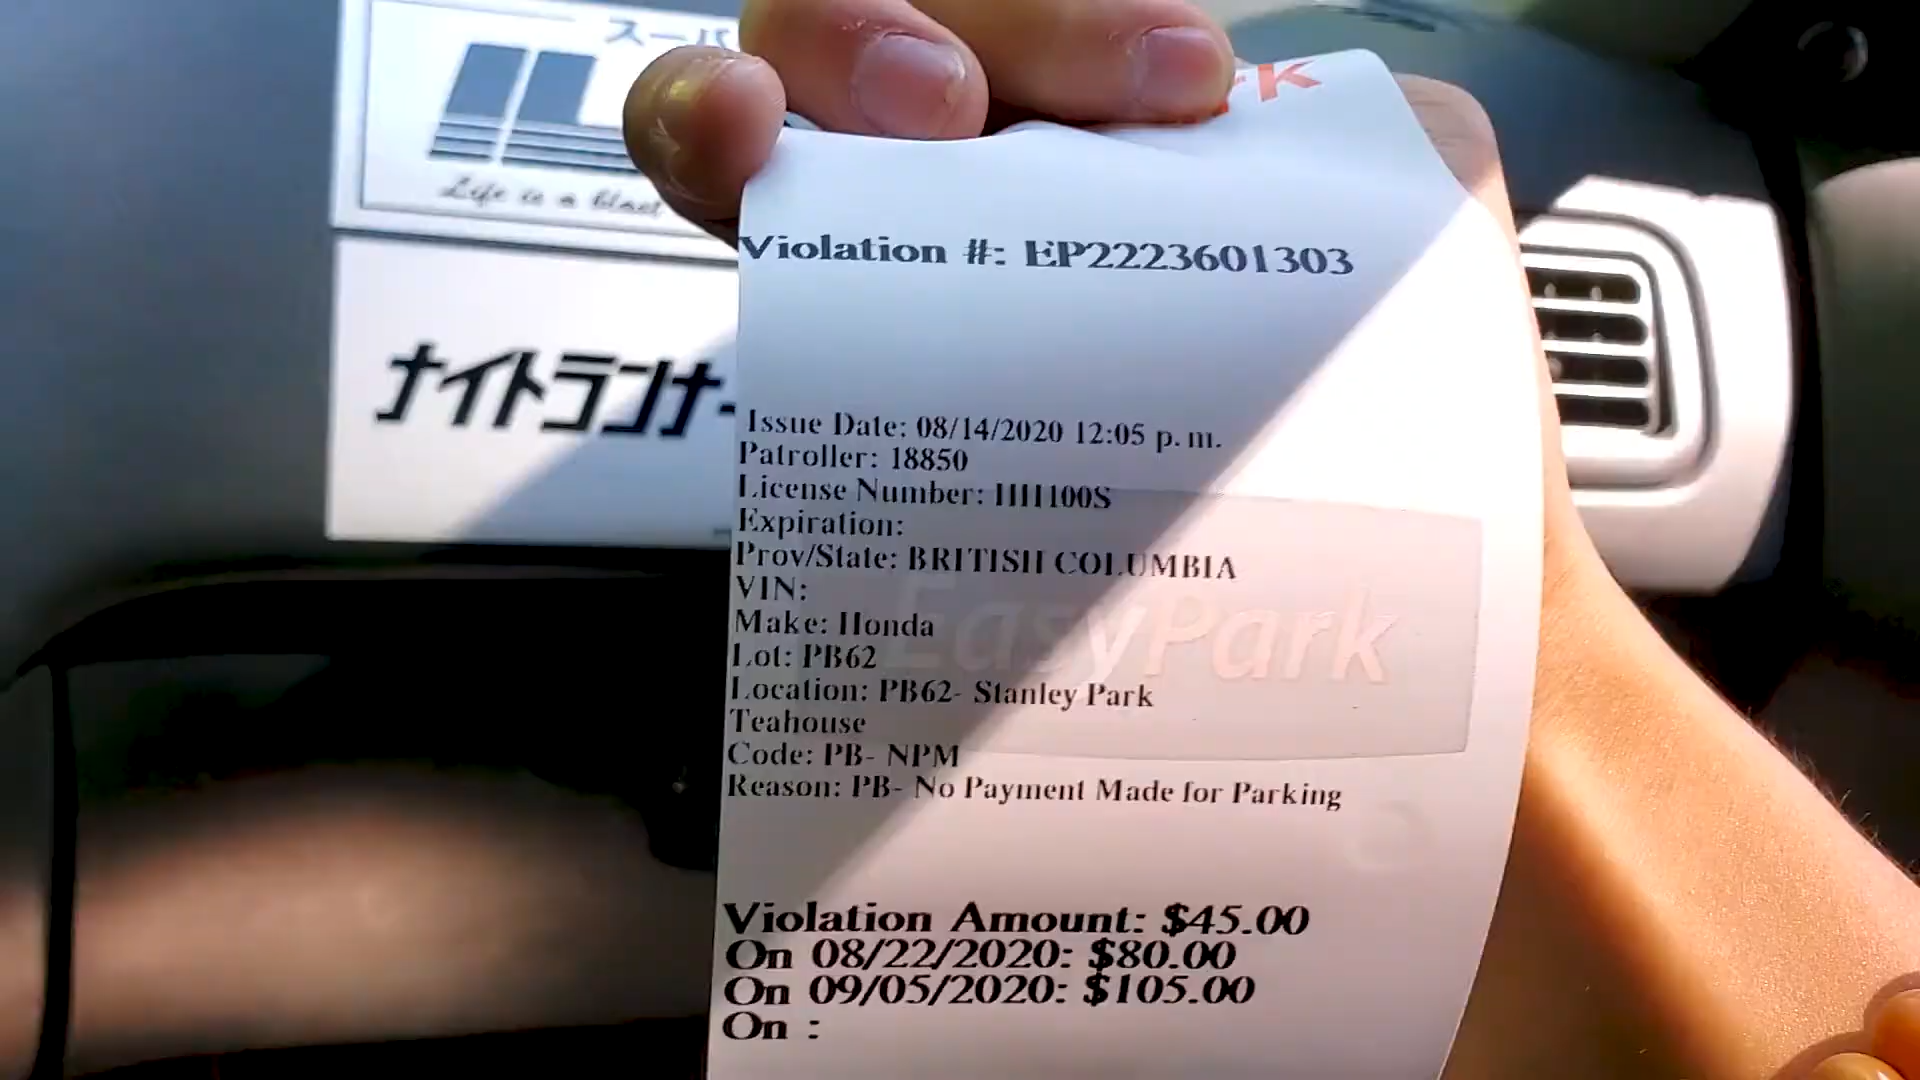 スーパ
Life is a blast
ナイトランナー
rK
Violation #: EP2223601303
Issue Date: 08/14/2020 12:05 p.m.
Patroller: 18850
License Number: HH100S
Expiration:
Prov/State: BRITISH COLUMBIA
VIN:
Make: Honda
Lot: PB62
Location: PB62- Stanley Park
Teahouse
Code: PB- NPM
Reason: PB- No Payment Made for Parking
EasyPark
Violation Amount: $45.00
On 08/22/2020: $80.00
On 09/05/2020: $105.00
On :